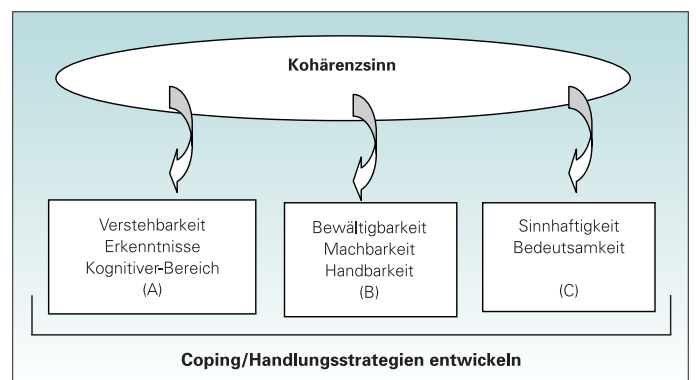 Kohärenzsinn
Verstehbarkeit
Erkenntnisse
Kognitiver-Bereich
(A)
Bewältigbarkeit
Machbarkeit
Handbarkeit
(B)
Sinnhaftigkeit
Bedeutsamkeit
(C)
Coping/Handlungsstrategien entwickeln